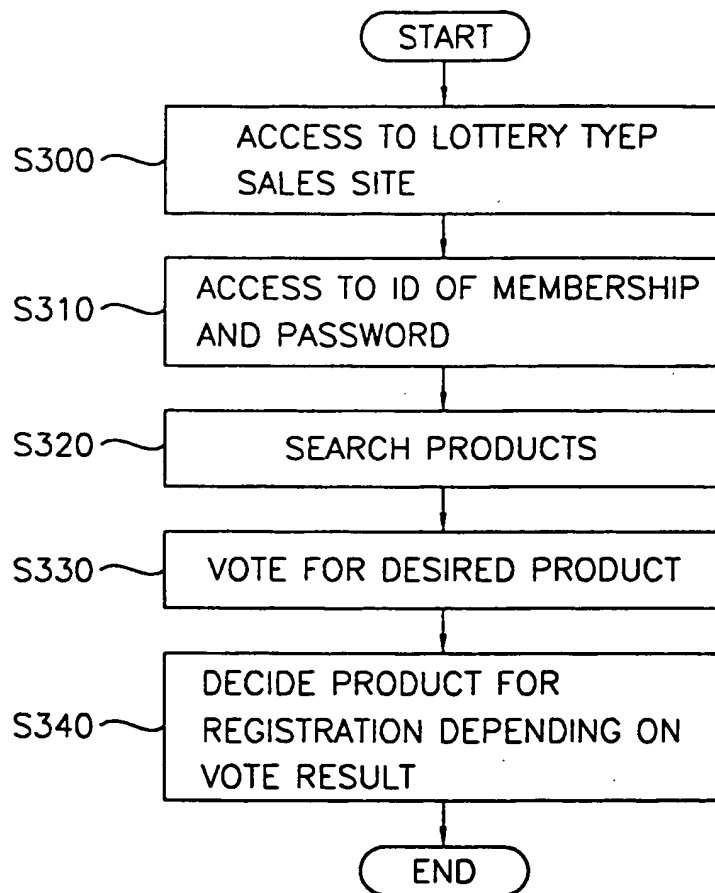 START
S300
ACCESS TO LOTTERY TYEP
SALES SITE
S310
ACCESS TO ID OF MEMBERSHIP
AND PASSWORD
S320
SEARCH PRODUCTS
S330
VOTE FOR DESIRED PRODUCT
S340
DECIDE PRODUCT FOR
REGISTRATION DEPENDING ON
VOTE RESULT
END